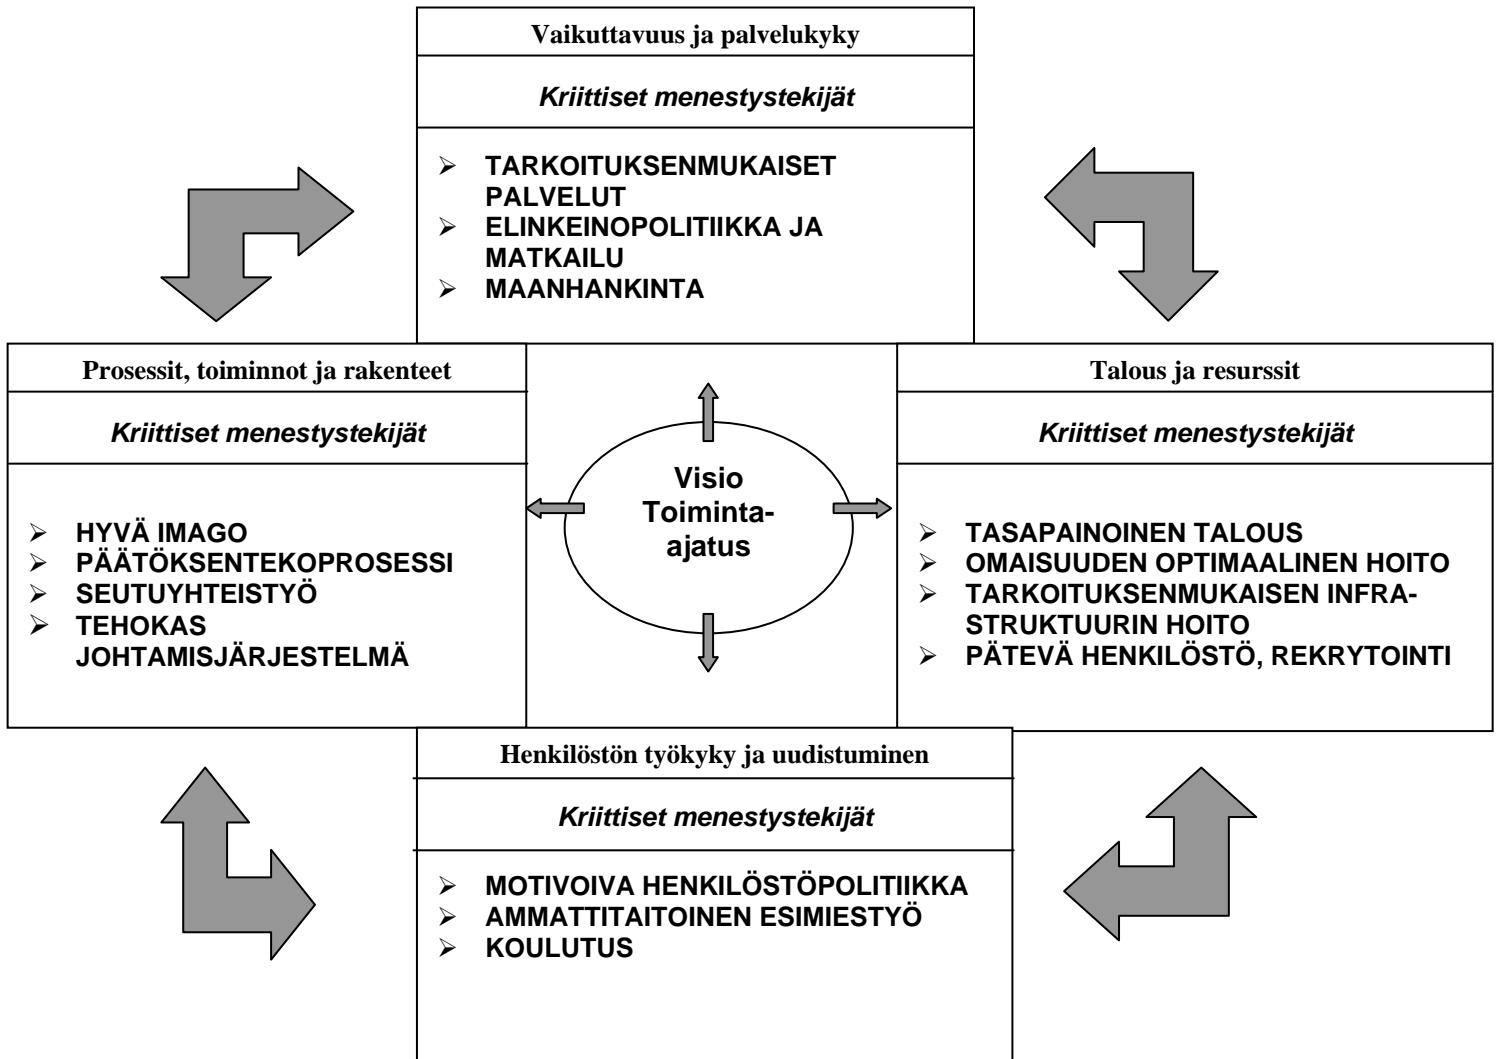 Vaikuttavuus ja palvelukyky
Kriittiset menestystekijät
➢ TARKOITUKSENMUKAISET
PALVELUT
➢ ELINKEINOPOLITIIKKA JA
MATKAILU
➢ MAANHANKINTA
Prosessit, toiminnot ja rakenteet
Kriittiset menestystekijät
➢ HYVÄ IMAGO
➢ PÄÄTÖKSENTEKOPROSESSI
➢ SEUTUYHTEISTYÖ
➢ TEHOKAS
JOHTAMISJÄRJESTELMÄ
Visio
Toiminta-
ajatus
Talous ja resurssit
Kriittiset menestystekijät
➢ TASAPAINOINEN TALOUS
➢ OMAISUUDEN OPTIMAALINEN HOITO
➢ TARKOITUKSENMUKAISEN INFRA-
STRUKTUURIN HOITO
➢ PÄTEVÄ HENKILÖSTÖ, REKRYTOINTI
Henkilöstön työkyky ja uudistuminen
Kriittiset menestystekijät
➢ MOTIVOIVA HENKILÖSTÖPOLITIIKKA
➢ AMMATTITAITOINEN ESIMIESTYÖ
➢ KOULUTUS